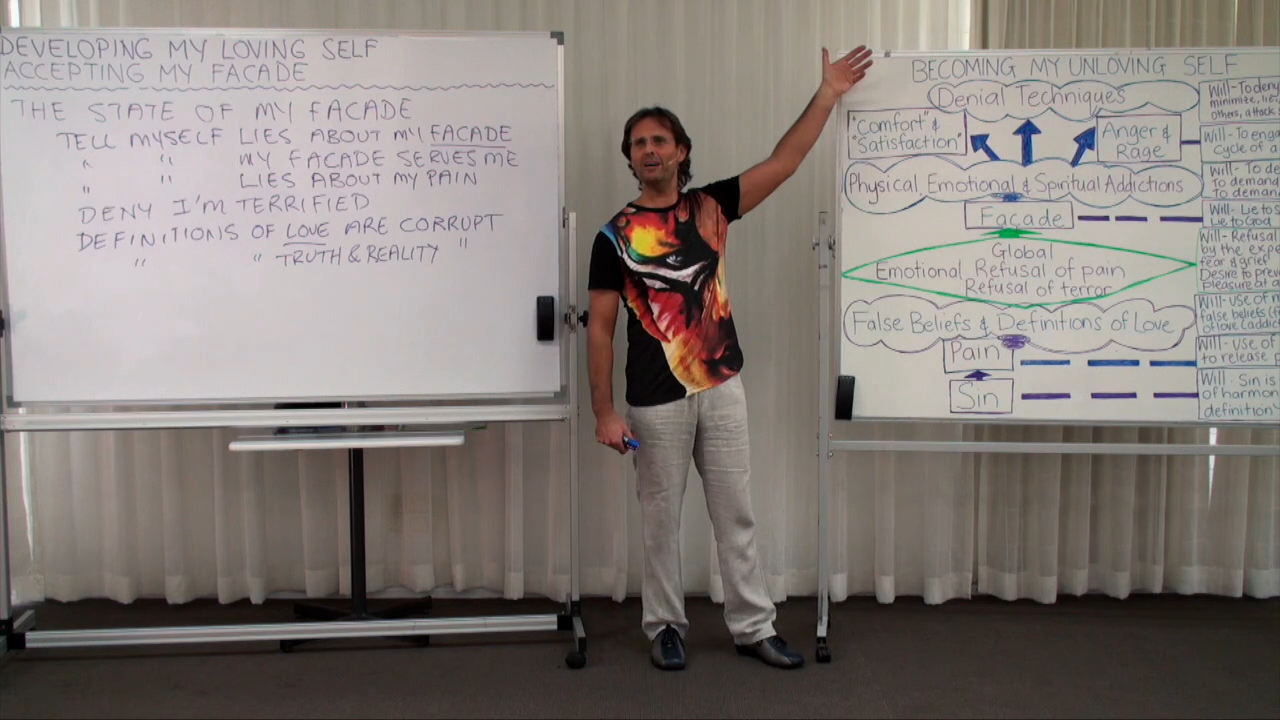 DEVELOPING MY LOVING SELF
ACCEPTING MY FACADE
THE STATE OF MY FACADE
TELL MYSELF LIES ABOUT MY FACADE
" " MY FACADE SERVES ME
" " LIES ABOUT MY PAIN
DENY I'M TERRIFIED
DEFINITIONS OF LOVE ARE CORRUPT
" " TRUTH & REALITY "
BECOMING MY UNLOVING SELF
Denial Techniques
"Comfort" &
"Satisfaction"
Anger &
Rage
Physical, Emotional & Spiritual Addictions
Façade
Global
Emotional Refusal of pain
Refusal of terror
False Beliefs & Definitions of Love
Pain
Sin
Will - To deny
minimize, lie
others, attack
Will - To eng
Cycle of a
Will - To de
To demand
To deman
Will - Lie to S
Lie to God
Will - Refusal
by the exp
fear & grief
Desire to pre
pleasure at a
Will - Use of
false beliefs (
of love (addic
Will - use of
to release
Will - Sin is
of harmon
definition